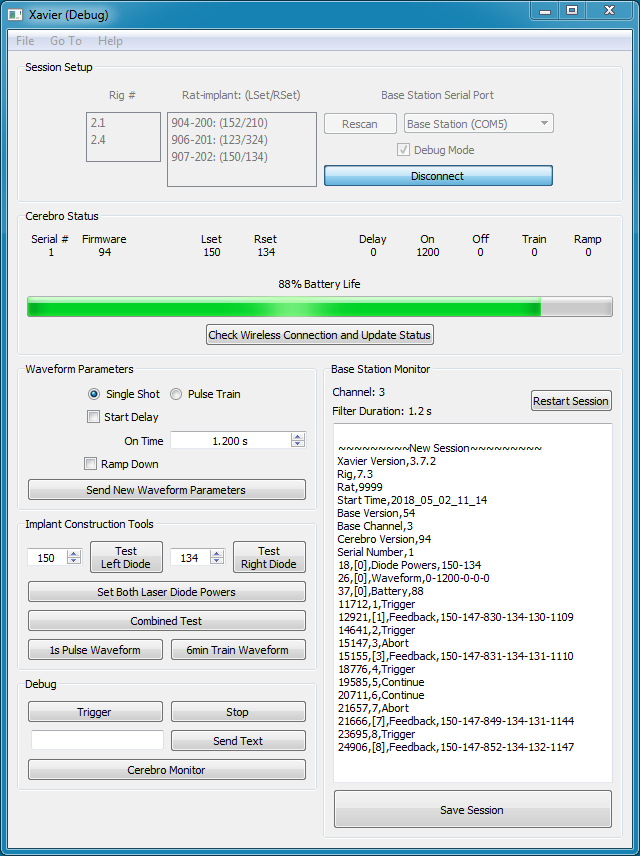 Xavier (Debug)
File Go To Help
Session Setup
Rig # Rat-implant: (LSet/RSet) Base Station Serial Port
2.1
2.4
904-200: (152/210)
906-201: (123/324)
907-202: (150/134)
Rescan Base Station (COM5)
Debug Mode
Disconnect
Cerebro Status
Serial # Firmware Lset Rset Delay On Off Train Ramp
1 94 150 134 0 1200 0 0 0
88% Battery Life
Check Wireless Connection and Update Status
Waveform Parameters
Single Shot Pulse Train
Start Delay
On Time 1.200 s
Ramp Down
Send New Waveform Parameters
Implant Construction Tools
150 Test Left Diode 134 Test Right Diode
Set Both Laser Diode Powers
Combined Test
1s Pulse Waveform 6min Train Waveform
Debug
Trigger Stop
Send Text
Cerebro Monitor
Base Station Monitor
Channel: 3
Filter Duration: 1.2 s
Restart Session
~~~~~~~~~New Session~~~~~~~~~
Xavier Version,3.7.2
Rig,7.3
Rat,9999
Start Time,2018_05_02_11_14
Base Version,54
Base Channel,3
Cerebro Version,94
Serial Number,1
18,[0],Diode Powers,150-134
26,[0],Waveform,0-1200-0-0-0
37,[0],Battery,88
11712,1,Trigger
12921,[1],Feedback,150-147-830-134-130-1109
14641,2,Trigger
15147,3,Abort
15155,[3],Feedback,150-147-831-134-131-1110
18776,4,Trigger
19585,5,Continue
20711,6,Continue
21657,7,Abort
21666,[7],Feedback,150-147-849-134-131-1144
23695,8,Trigger
24906,[8],Feedback,150-147-852-134-132-1147
Save Session